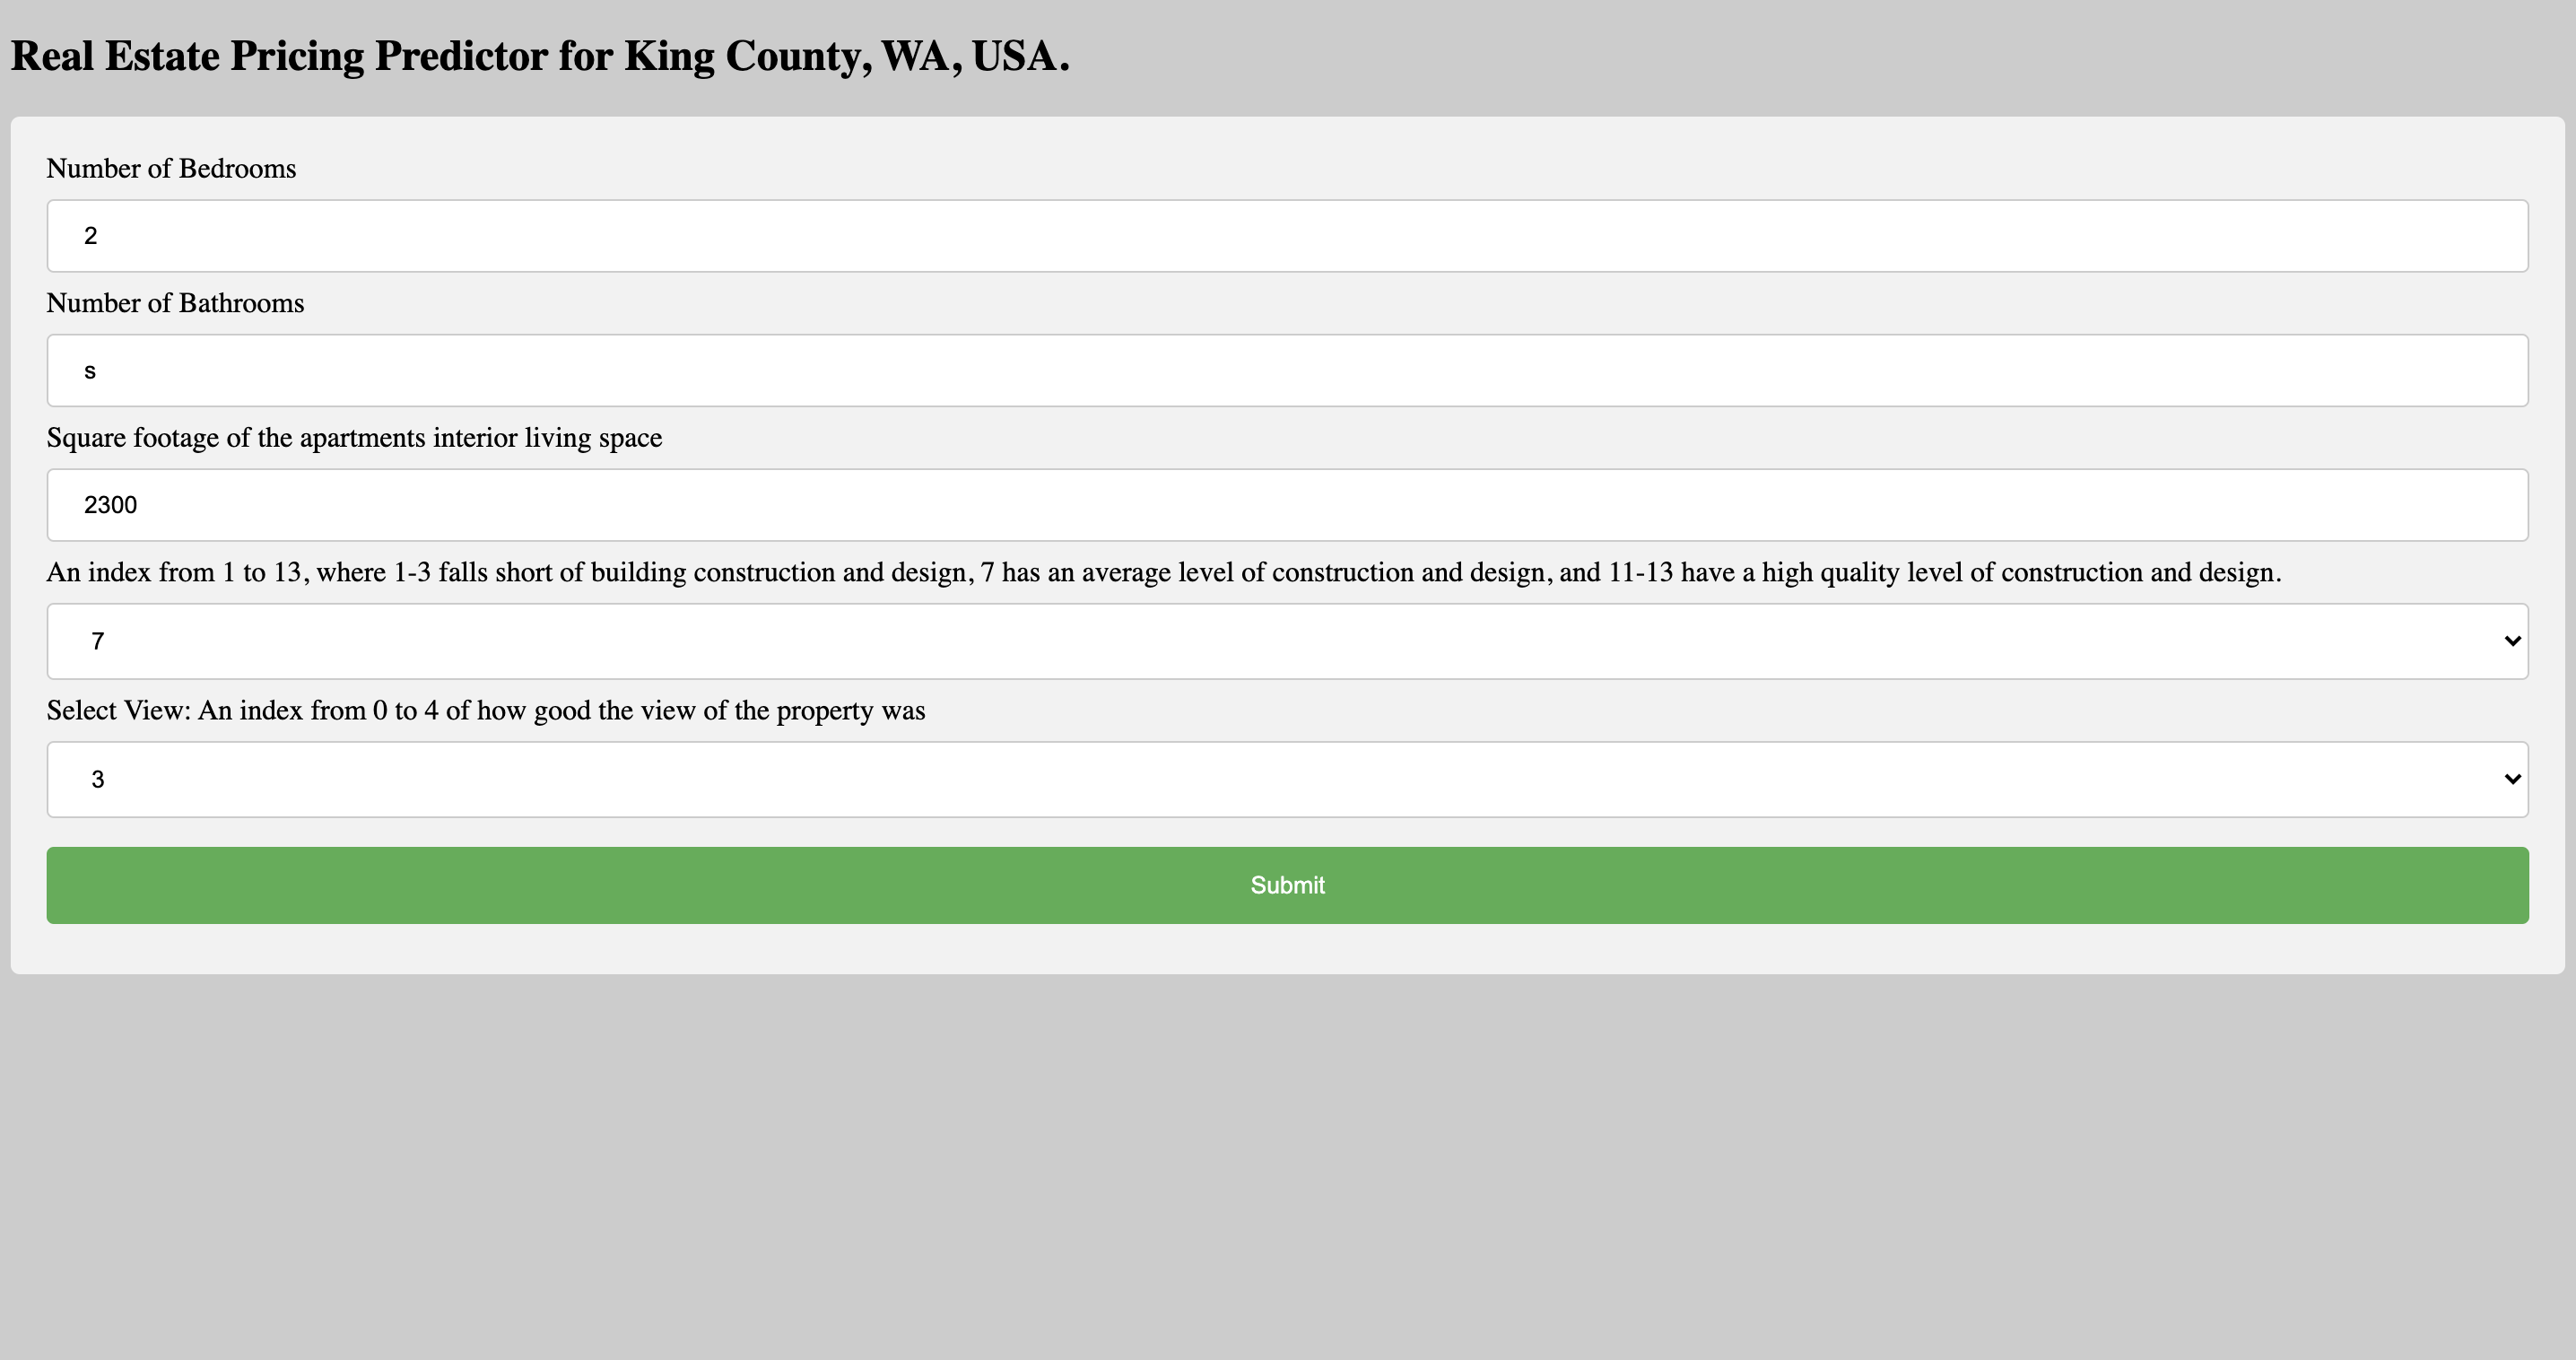 Real Estate Pricing Predictor for King County, WA, USA.
Number of Bedrooms
2
Number of Bathrooms
s
Square footage of the apartments interior living space
2300
An index from 1 to 13, where 1-3 falls short of building construction and design, 7 has an average level of construction and design, and 11-13 have a high quality level of construction and design.
7
Select View: An index from 0 to 4 of how good the view of the property was
3
Submit